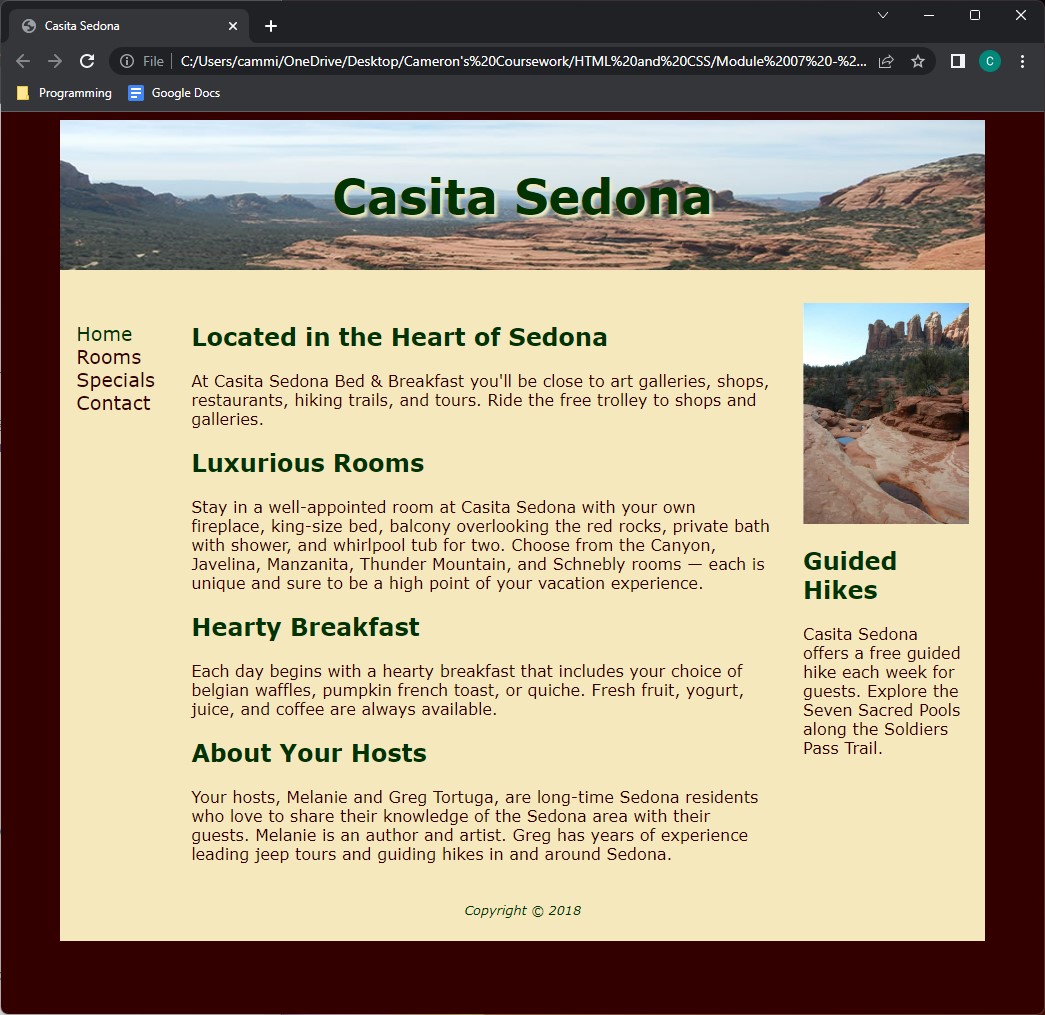 Casita Sedona
File
C:/Users/cammi/OneDrive/Desktop/Cameron's%20Coursework/HTML%20and%20CSS/Module%2007%20-%2...
C
Programming
Google Docs
Casita Sedona
Home
Rooms
Specials
Contact
Located in the Heart of Sedona
At Casita Sedona Bed & Breakfast you'll be close to art galleries, shops,
restaurants, hiking trails, and tours. Ride the free trolley to shops and
galleries.
Luxurious Rooms
Stay in a well-appointed room at Casita Sedona with your own
fireplace, king-size bed, balcony overlooking the red rocks, private bath
with shower, and whirlpool tub for two. Choose from the Canyon,
Javelina, Manzanita, Thunder Mountain, and Schnebly rooms — each is
unique and sure to be a high point of your vacation experience.
Hearty Breakfast
Each day begins with a hearty breakfast that includes your choice of
belgian waffles, pumpkin french toast, or quiche. Fresh fruit, yogurt,
juice, and coffee are always available.
About Your Hosts
Your hosts, Melanie and Greg Tortuga, are long-time Sedona residents
who love to share their knowledge of the Sedona area with their
guests. Melanie is an author and artist. Greg has years of experience
leading jeep tours and guiding hikes in and around Sedona.
Guided
Hikes
Casita Sedona
offers a free guided
hike each week for
guests. Explore the
Seven Sacred Pools
along the Soldiers
Pass Trail.
Copyright © 2018